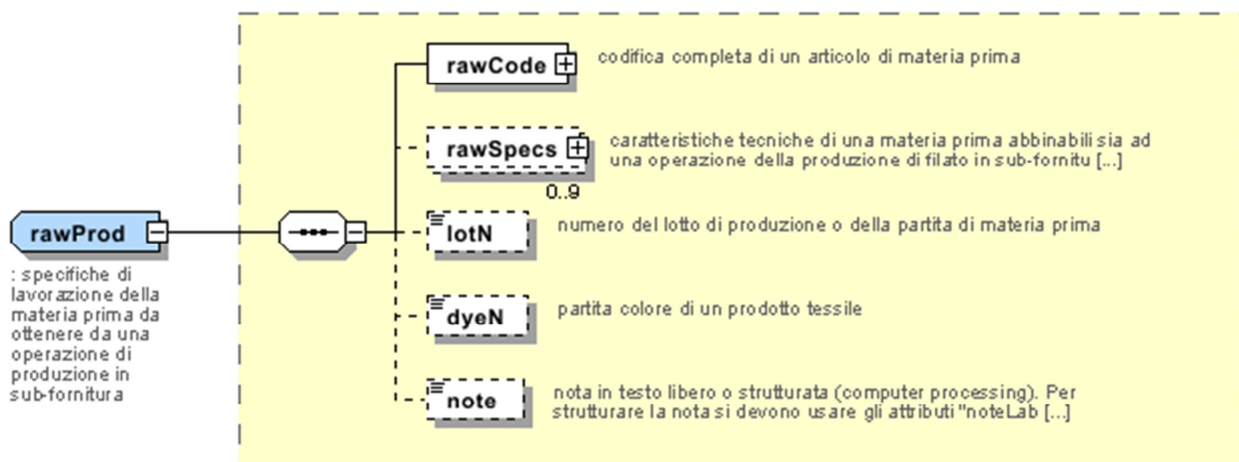 rawCode
codifica completa di un articolo di materia prima
rawSpecs
caratteristiche tecniche di una materia prima abbinabili sia ad
una operazione della produzione di filato in sub-fornitu [...]
0..9
rawProd
: specifiche di
lavorazione della
materia prima da
ottenere da una
operazione di
produzione in
sub-fornitura
lotN
numero del lotto di produzione o della partita di materia prima
dyeN
partita colore di un prodotto tessile
note
nota in testo libero o strutturata (computer processing). Per
strutturare la nota si devono usare gli attributi "noteLab [...]